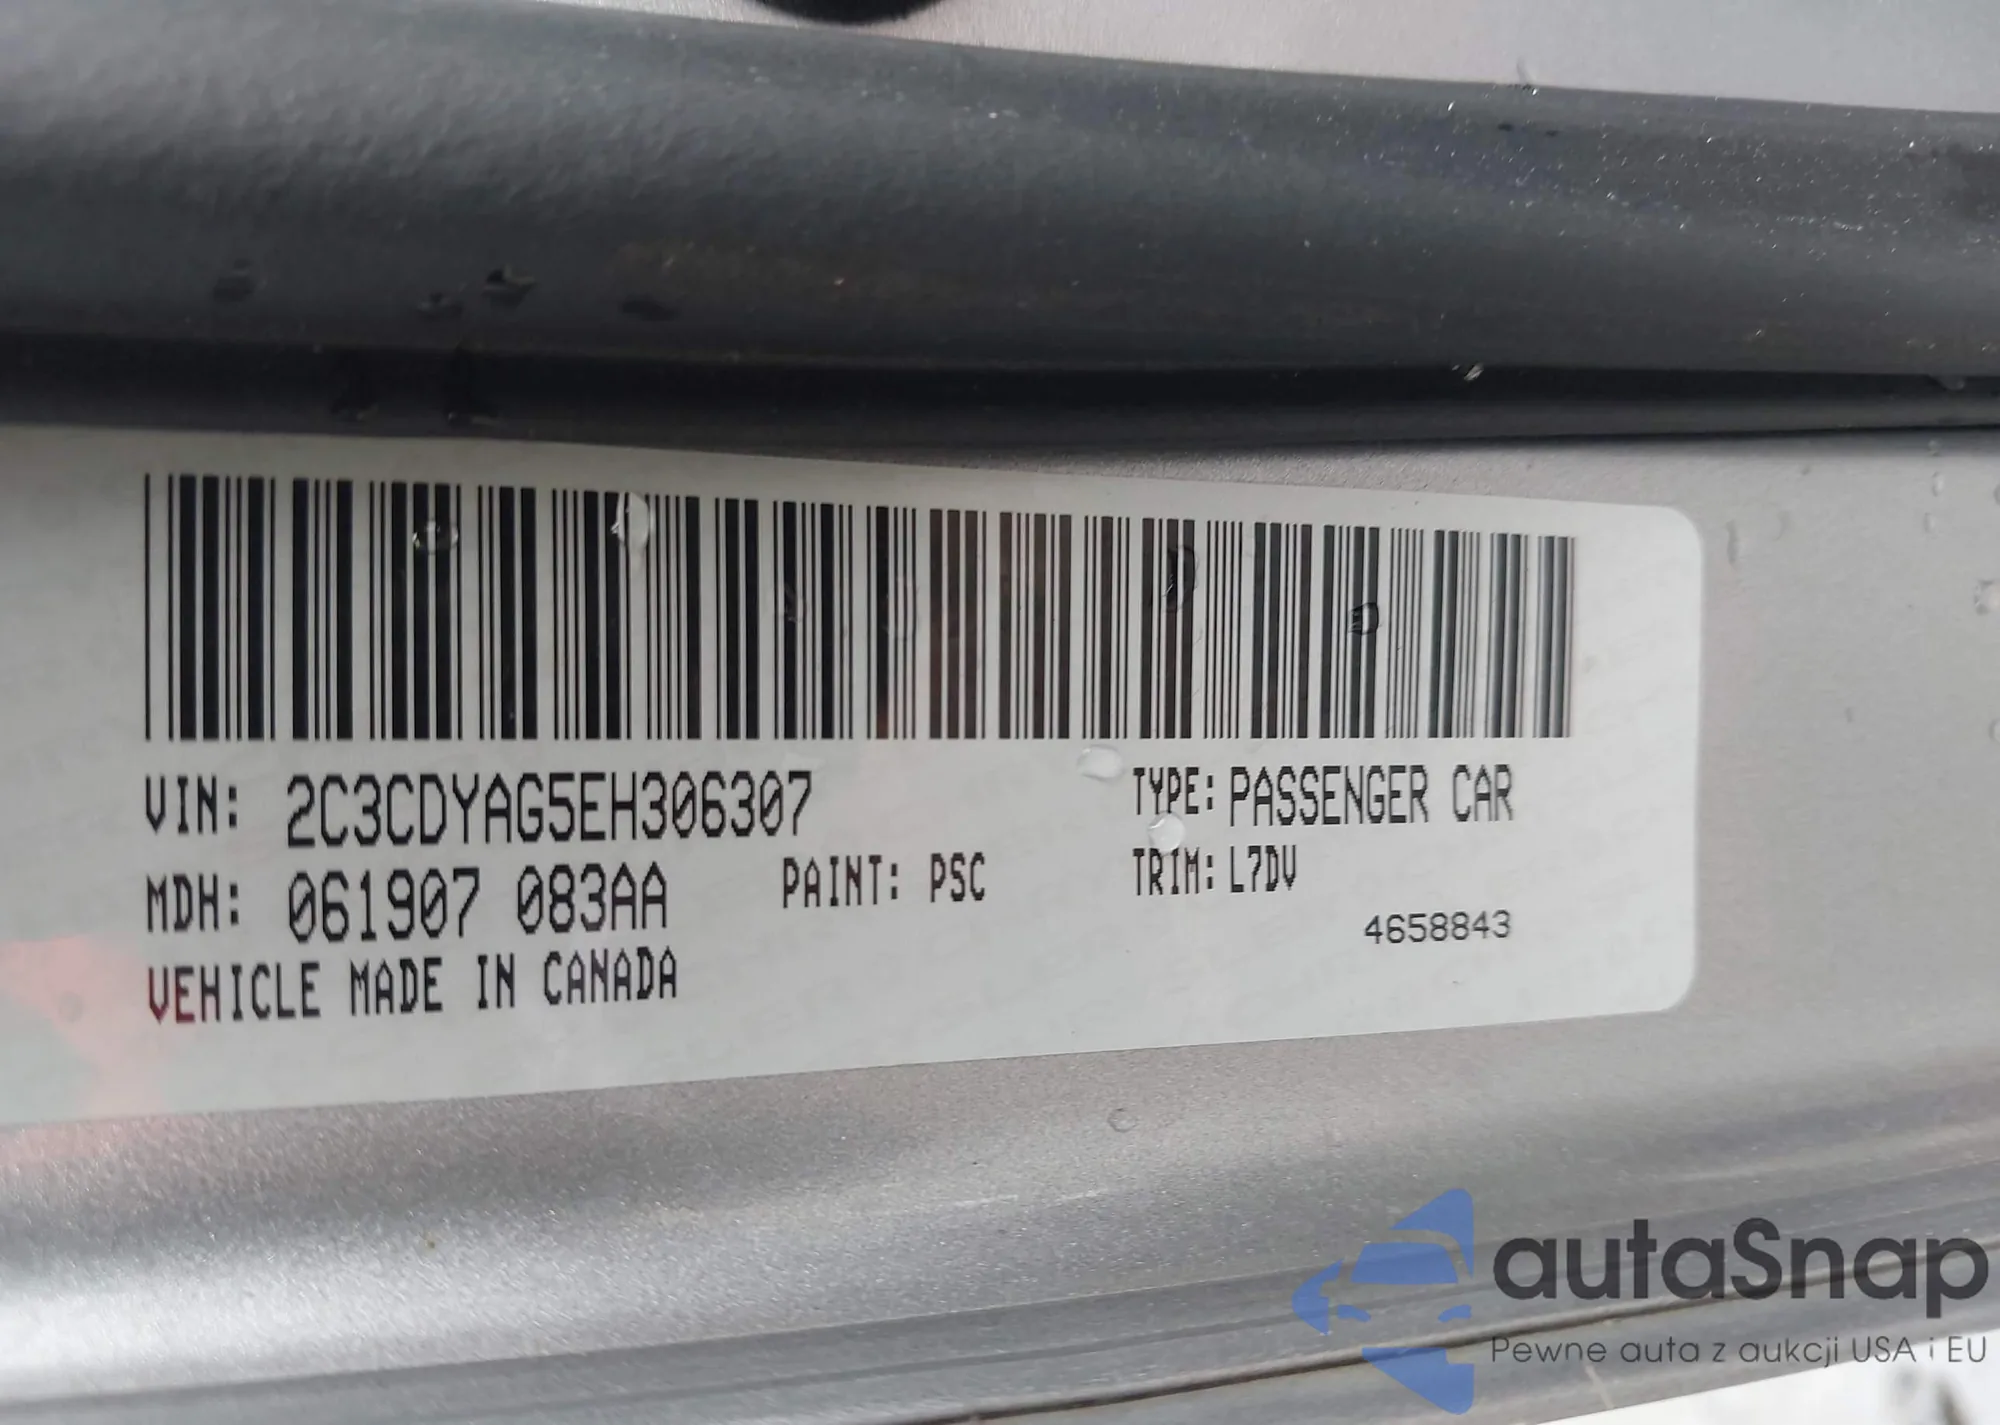 VIN: 2C3CDYAG5EH306307
TYPE: PASSENGER CAR
MDH: 061907 083AA
PAINT: PSC
TRIM: L7DV
4658843
VEHICLE MADE IN CANADA
autaSnap
Pewne auta z aukcji USA i EU